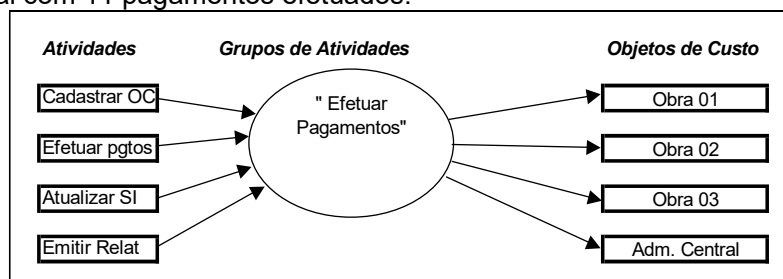 al com 11 pagamentos efetuados.
Atividades Grupos de Atividades Objetos de Custo
Cadastrar OC
Efetuar pgtos
Atualizar SI
Emitir Relat
" Efetuar
Pagamentos"
Obra 01
Obra 02
Obra 03
Adm. Central